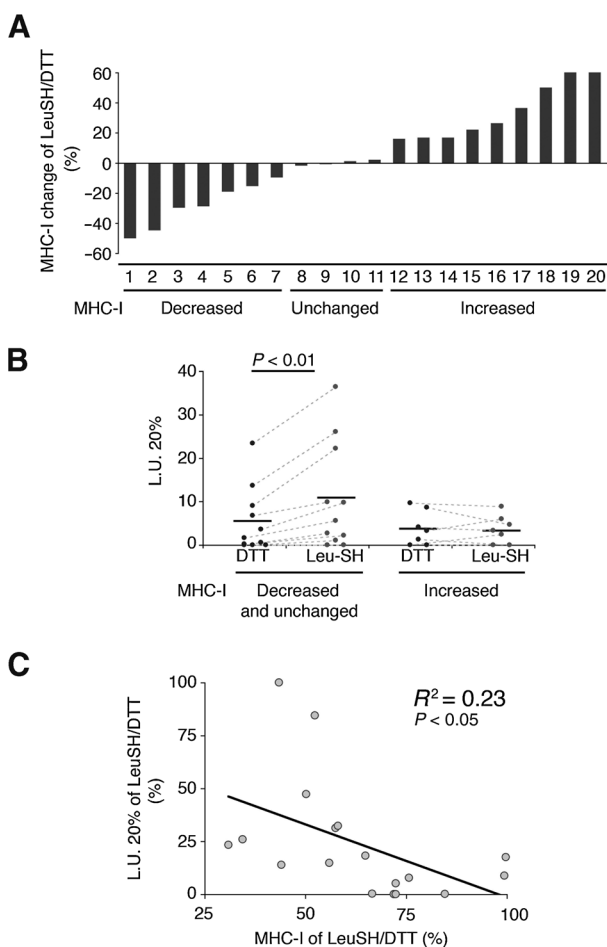 A
MHC-I change of LeuSH/DTT
(%)
60
40
20
0
−20
−40
−60
1 2 3 4 5 6 7 8 9 10 11 12 13 14 15 16 17 18 19 20
MHC-I Decreased Unchanged Increased
B
P < 0.01
L.U. 20%
40
30
20
10
0
DTT Leu-SH DTT Leu-SH
MHC-I Decreased Increased
and unchanged
C
L.U. 20% of LeuSH/DTT
(%)
R² = 0.23
P < 0.05
100
75
50
25
0
25 50 75 100
MHC-I of LeuSH/DTT (%)